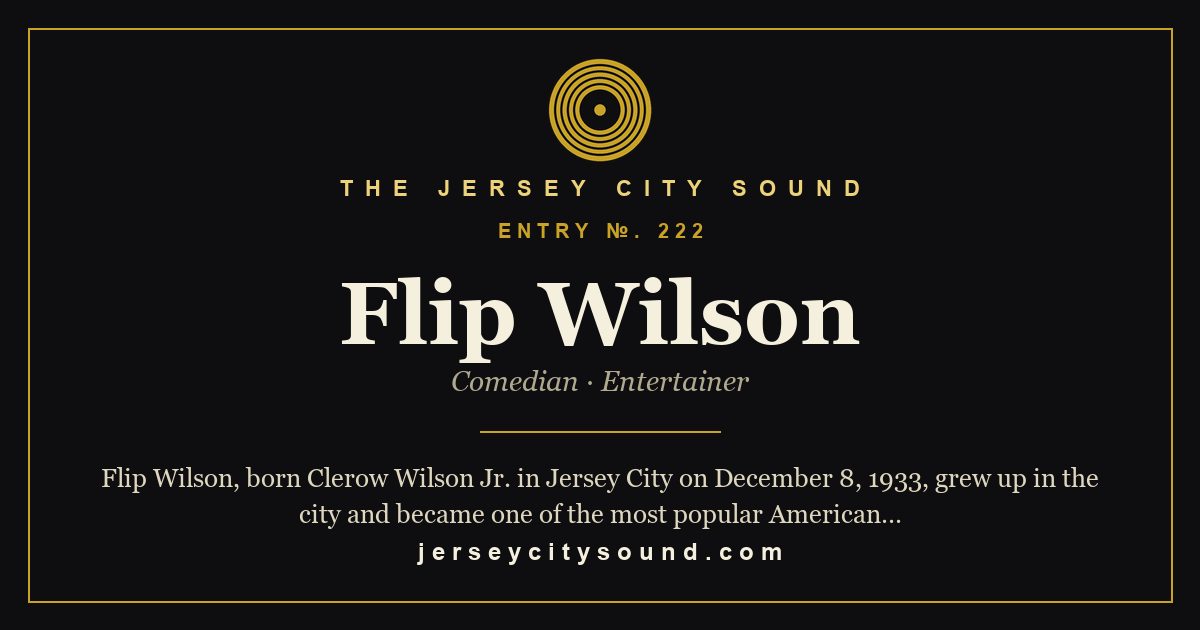 THE JERSEY CITY SOUND
ENTRY №. 222
Flip Wilson
Comedian · Entertainer
Flip Wilson, born Clerow Wilson Jr. in Jersey City on December 8, 1933, grew up in the
city and became one of the most popular American...
jerseycitysound.com